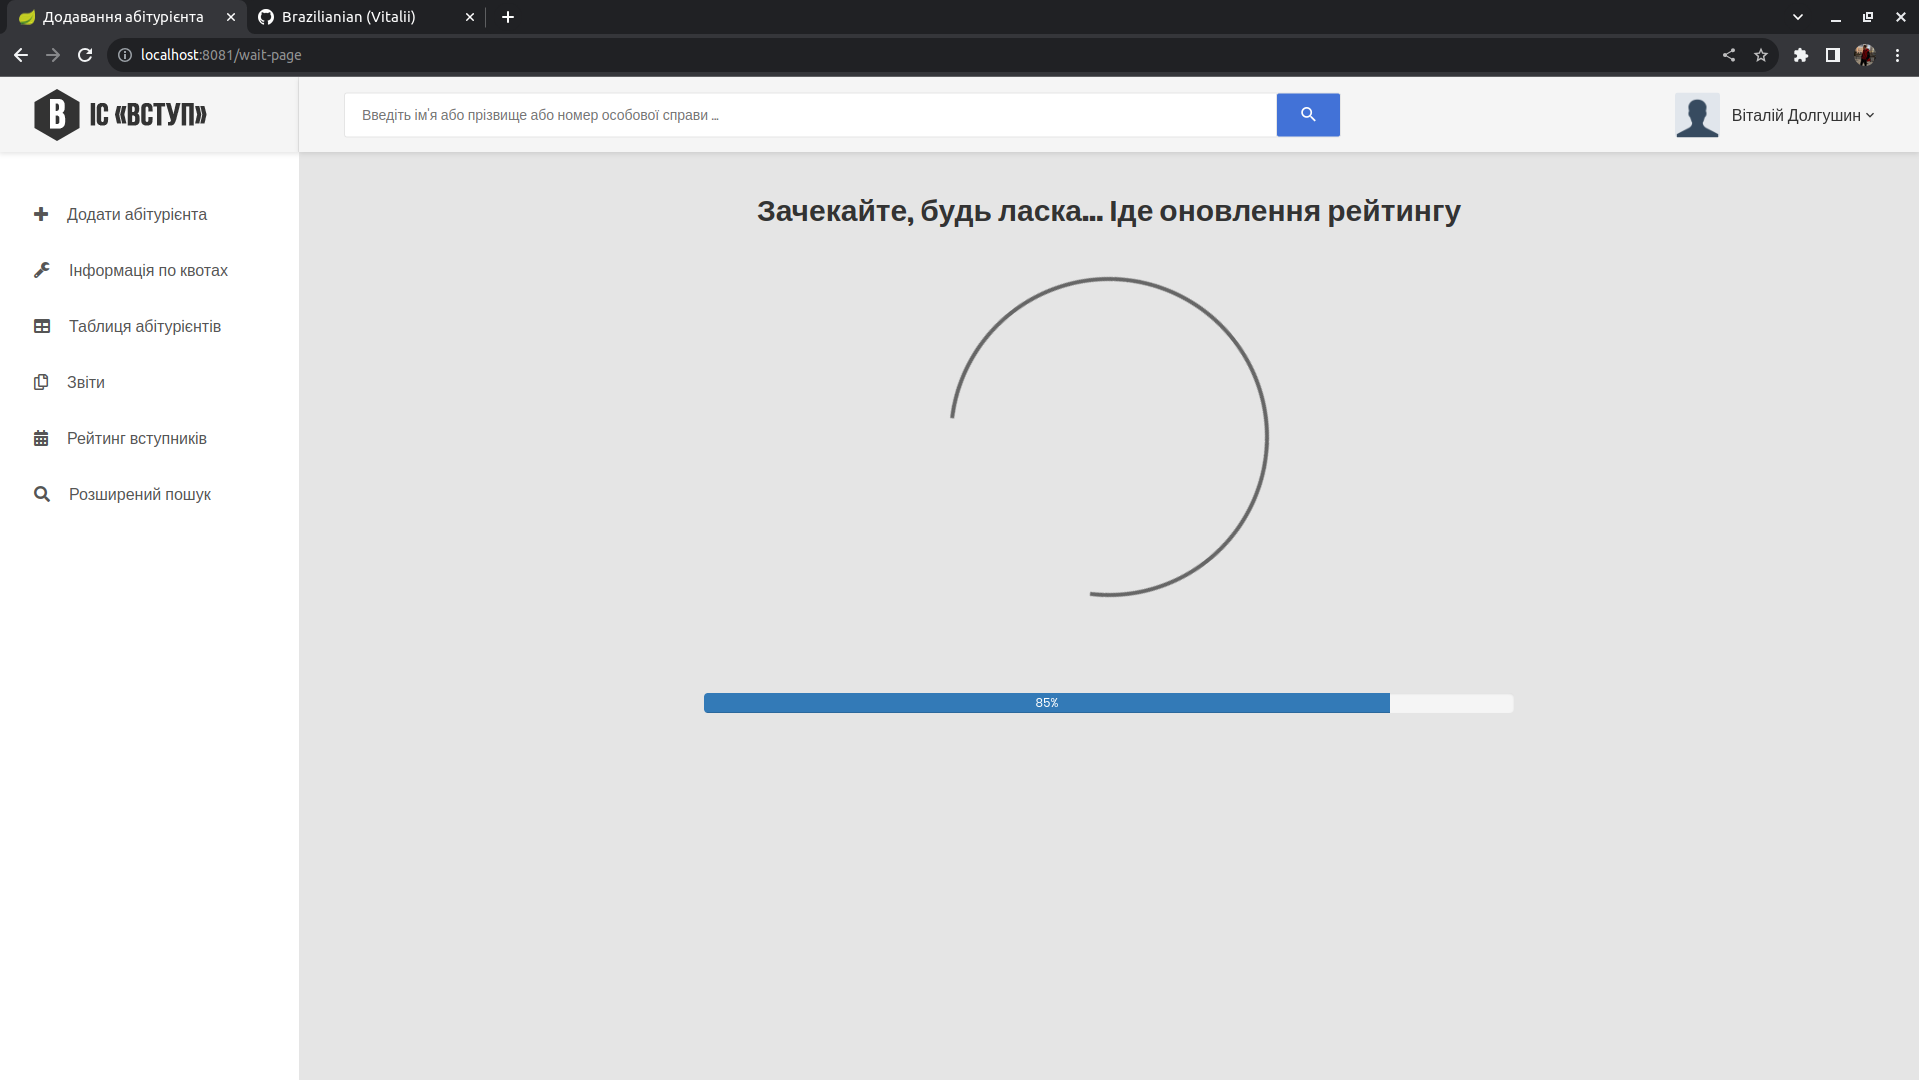 Додавання абітурієнта
Brazilianian (Vitalii)
localhost:8081/wait-page
В ІС «ВСТУП»
Введіть ім'я або прізвище або номер особової справи ...
Віталій Долгушин
Додати абітурієнта
Інформація по квотах
Таблиця абітурієнтів
Звіти
Рейтинг вступників
Розширений пошук
Зачекайте, будь ласка... Іде оновлення рейтингу
85%